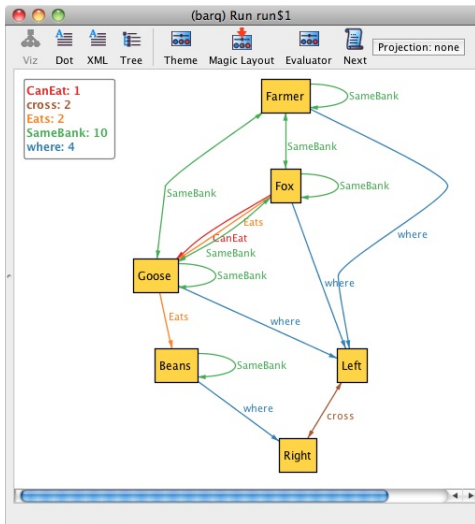 (barq) Run run$1
Viz Dot XML Tree Theme Magic Layout Evaluator Next Projection: none
CanEat: 1
cross: 2
Eats: 2
SameBank: 10
where: 4
Farmer
SameBank
SameBank
Fox
SameBank
SameBank
Eats
CanEat
where
SameBank
Goose
SameBank
where
where
Eats
Beans
SameBank
Left
where
cross
Right